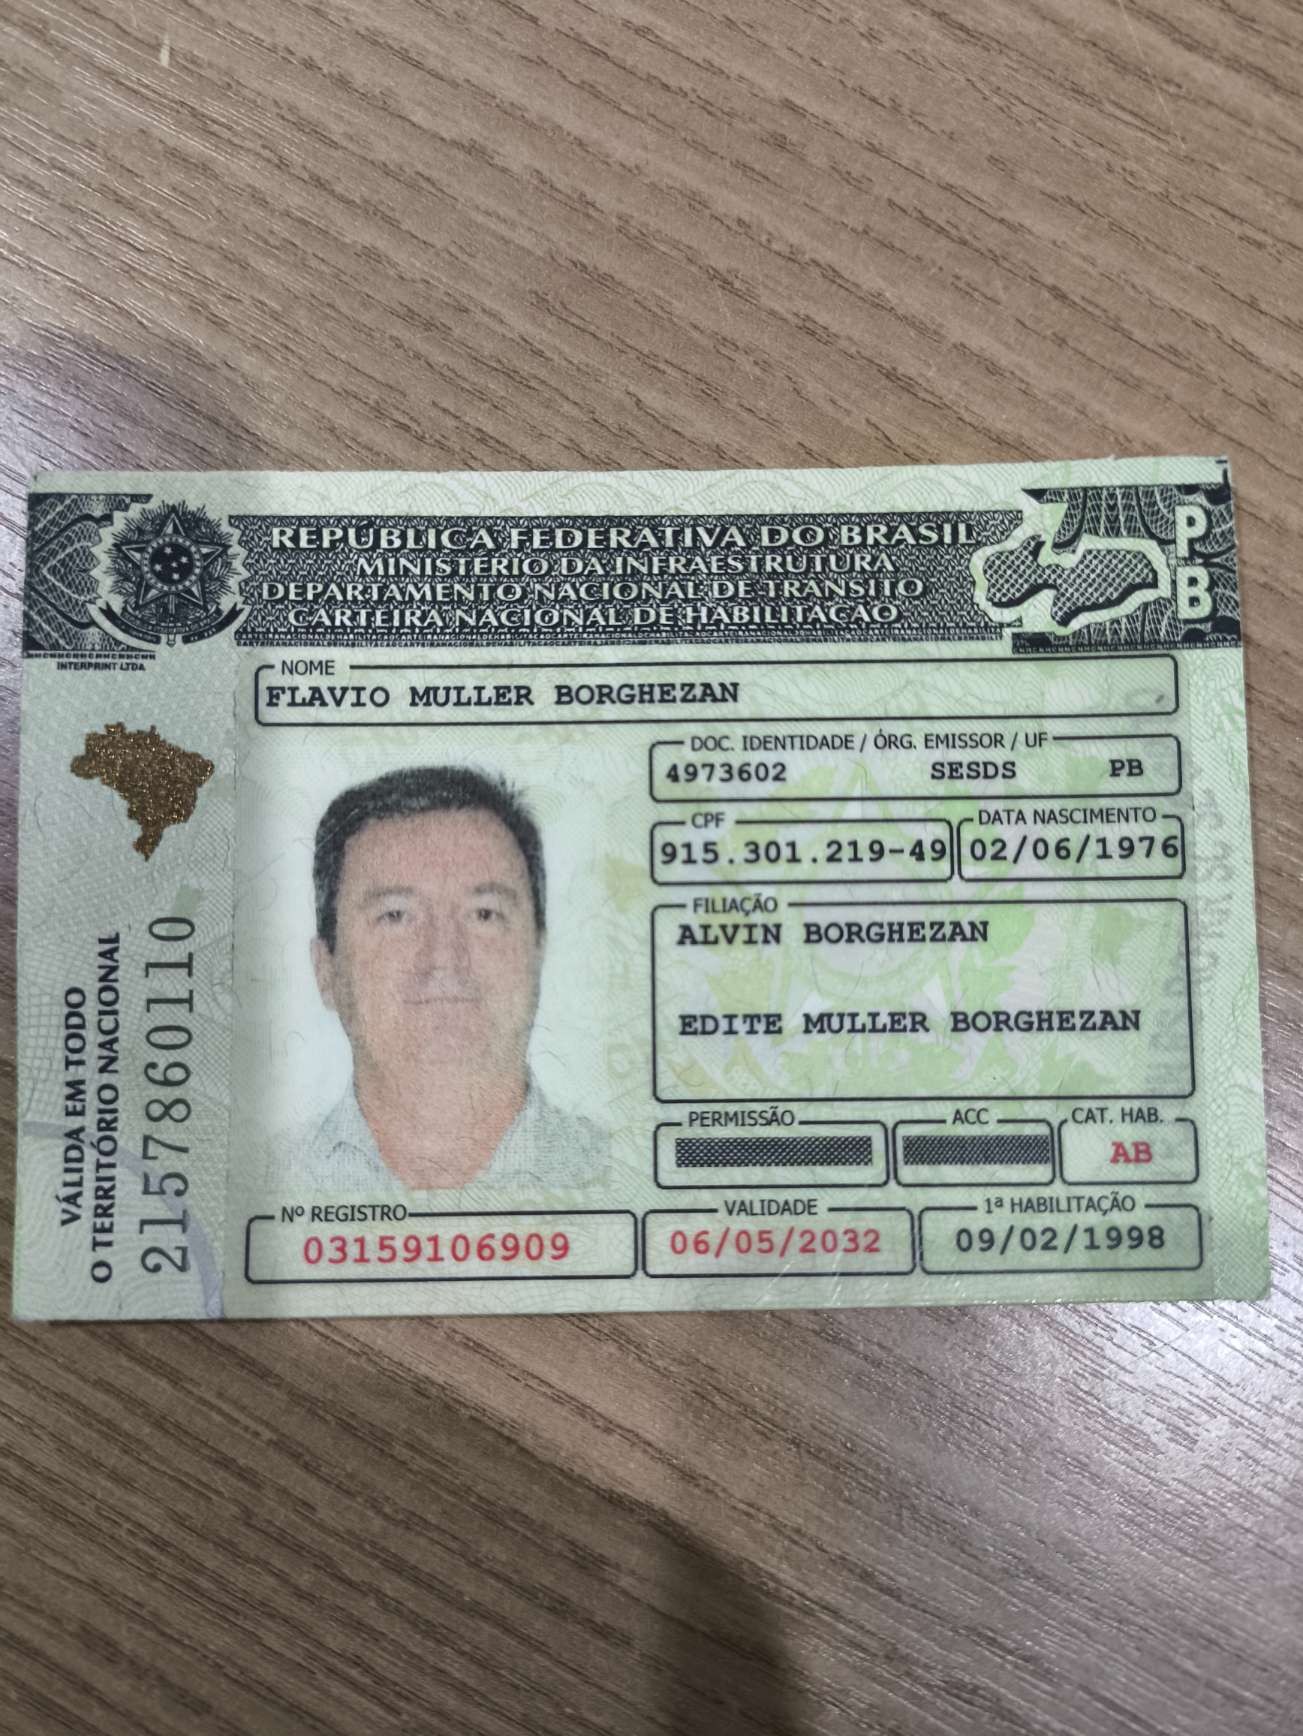 REPÚBLICA FEDERATIVA DO BRASIL
MINISTÉRIO DA INFRAESTRUTURA
DEPARTAMENTO NACIONAL DE TRÂNSITO
CARTEIRA NACIONAL DE HABILITAÇÃO
PB
INTERPRINT LTDA
NOME
FLAVIO MULLER BORGHEZAN
DOC. IDENTIDADE / ÓRG. EMISSOR / UF
4973602 SESDS PB
CPF
915.301.219-49
DATA NASCIMENTO
02/06/1976
FILIAÇÃO
ALVIN BORGHEZAN
EDITE MULLER BORGHEZAN
PERMISSÃO
ACC
CAT. HAB.
AB
Nº REGISTRO
03159106909
VALIDADE
06/05/2032
1ª HABILITAÇÃO
09/02/1998
VÁLIDA EM TODO
O TERRITÓRIO NACIONAL
2157860110